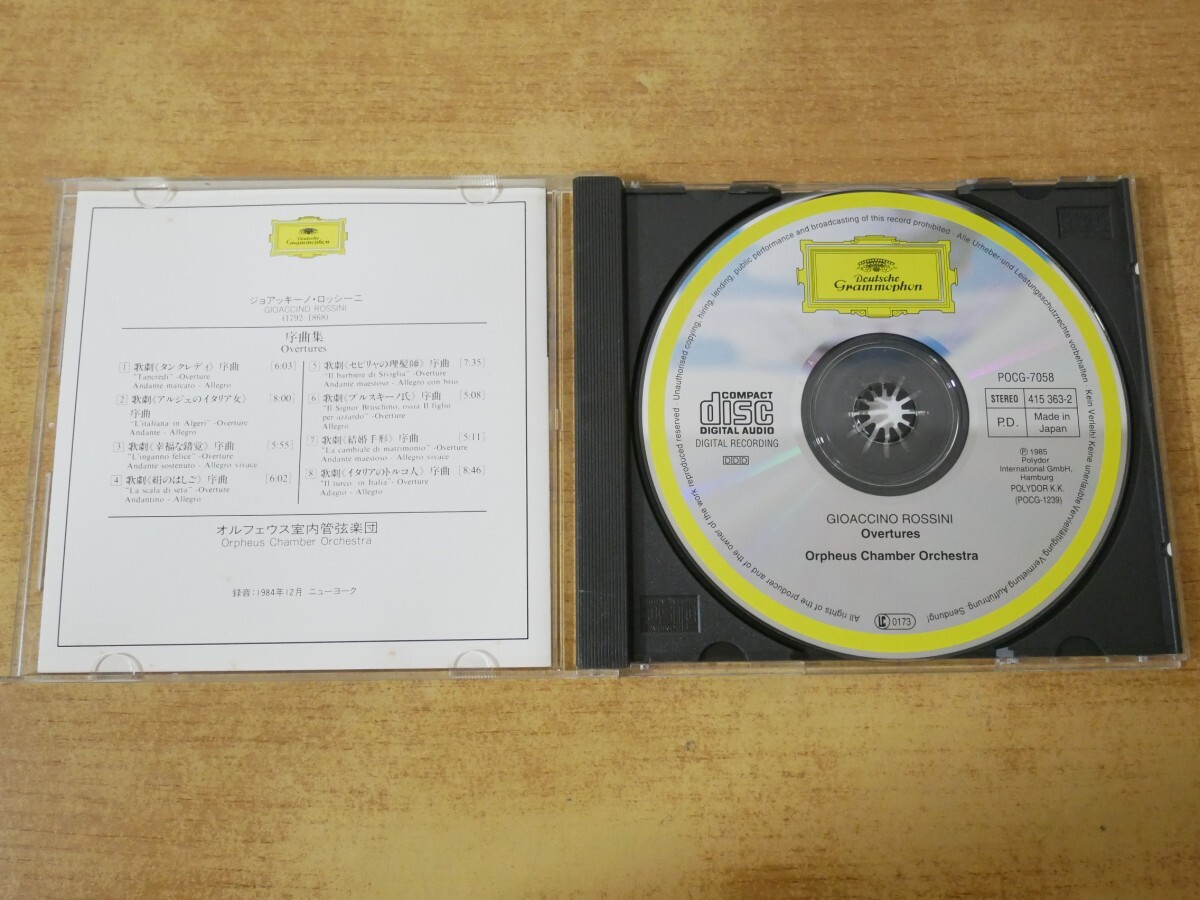 Deutsche
Grammophon
ジョアッキーノ・ロッシーニ
GIOACCINO ROSSINI
(1792 1868)
序曲集
Overtures
1 歌劇《タンクレディ》序曲 [6:03]
"Tancredi" -Overture
Andante marcato - Allegro
2 歌劇《アルジェのイタリア女》 [8:00]
序曲
"L'italiana in Algeri" -Overture
Andante - Allegro
3 歌劇《幸福な錯覚》序曲 [5:55]
"L'inganno felice" -Overture
Andante sostenuto - Allegro vivace
4 歌劇《絹のはしご》序曲 [6:02]
"La scala di seta" -Overture
Andantino - Allegro
5 歌劇《セビリャの理髪師》序曲 [7:35]
"Il barbiere di Siviglia" -Overture
Andante maestoso - Allegro con brio
6 歌劇《ブルスキーノ氏》序曲 [5:08]
"Il Signor Bruschino, ossia Il figlio
per azzardo" -Overture
Allegro
7 歌劇《結婚手形》序曲 [5:11]
"La cambiale di matrimonio" -Overture
Andante maestoso - Allegro vivace
8 歌劇《イタリアのトルコ人》序曲 [8:46]
"Il turco in Italia" -Overture
Adagio - Allegro
オルフェウス室内管弦楽団
Orpheus Chamber Orchestra
録音:1984年12月 ニューヨーク
All rights of the producer and of the owner of the work reproduced reserved · Unauthorised copying, hiring, lending, public performance and broadcasting of this record prohibited · Alle Urheber-und Leistungsschutzrechte vorbehalten · Kein Verleih! Keine unerlaubte Vervielfältigung, Vermietung, Aufführung, Sendung!
Deutsche
Grammophon
COMPACT
disc
DIGITAL AUDIO
DIGITAL RECORDING
DDD
POCG-7058
STEREO 415 363-2
P.D. Made in
Japan
℗ 1985
Polydor
International GmbH,
Hamburg
POLYDOR K.K.
(POCG-1239)
GIOACCINO ROSSINI
Overtures
Orpheus Chamber Orchestra
LC 0173